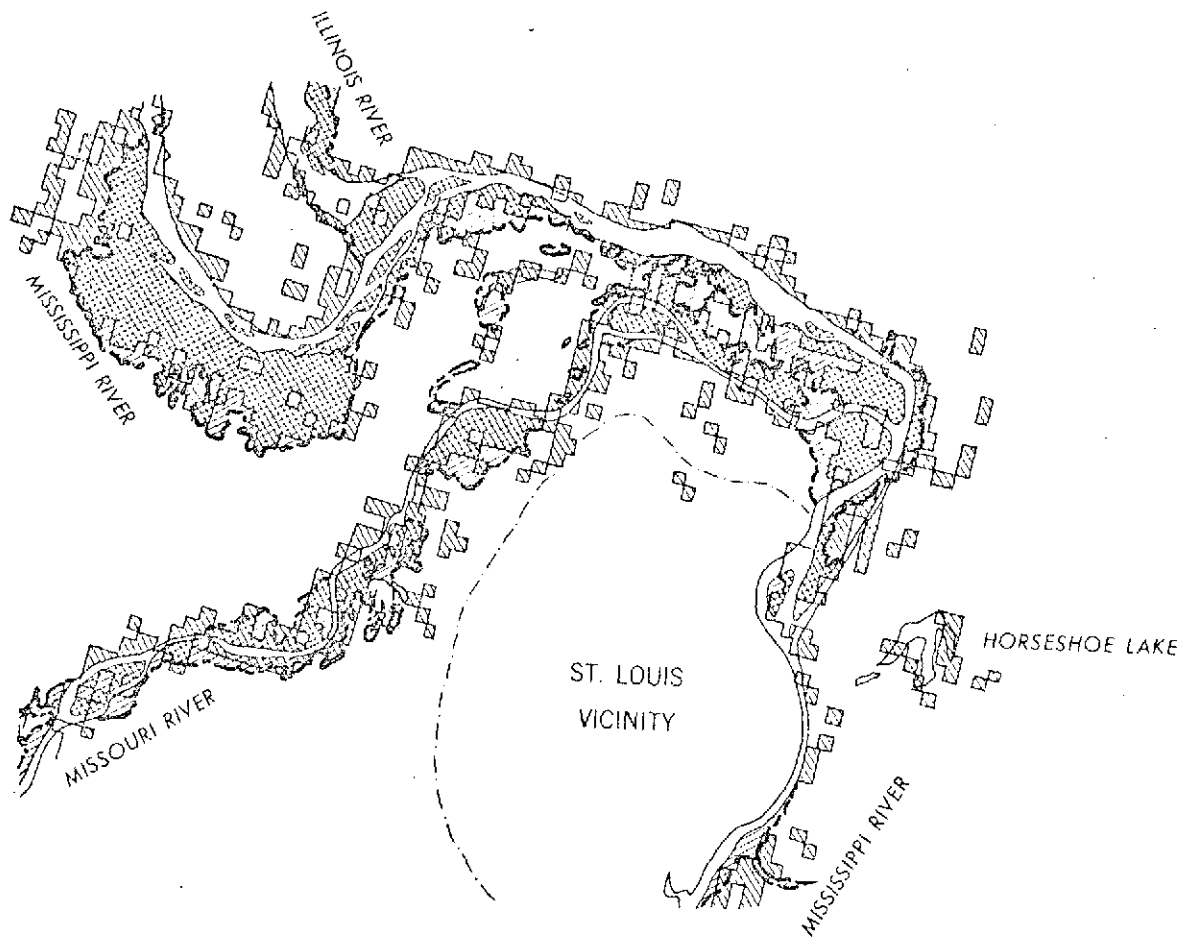 ILLINOIS RIVER
MISSISSIPPI RIVER
HORSESHOE LAKE
ST. LOUIS
VICINITY
MISSOURI RIVER
MISSISSIPPI RIVER